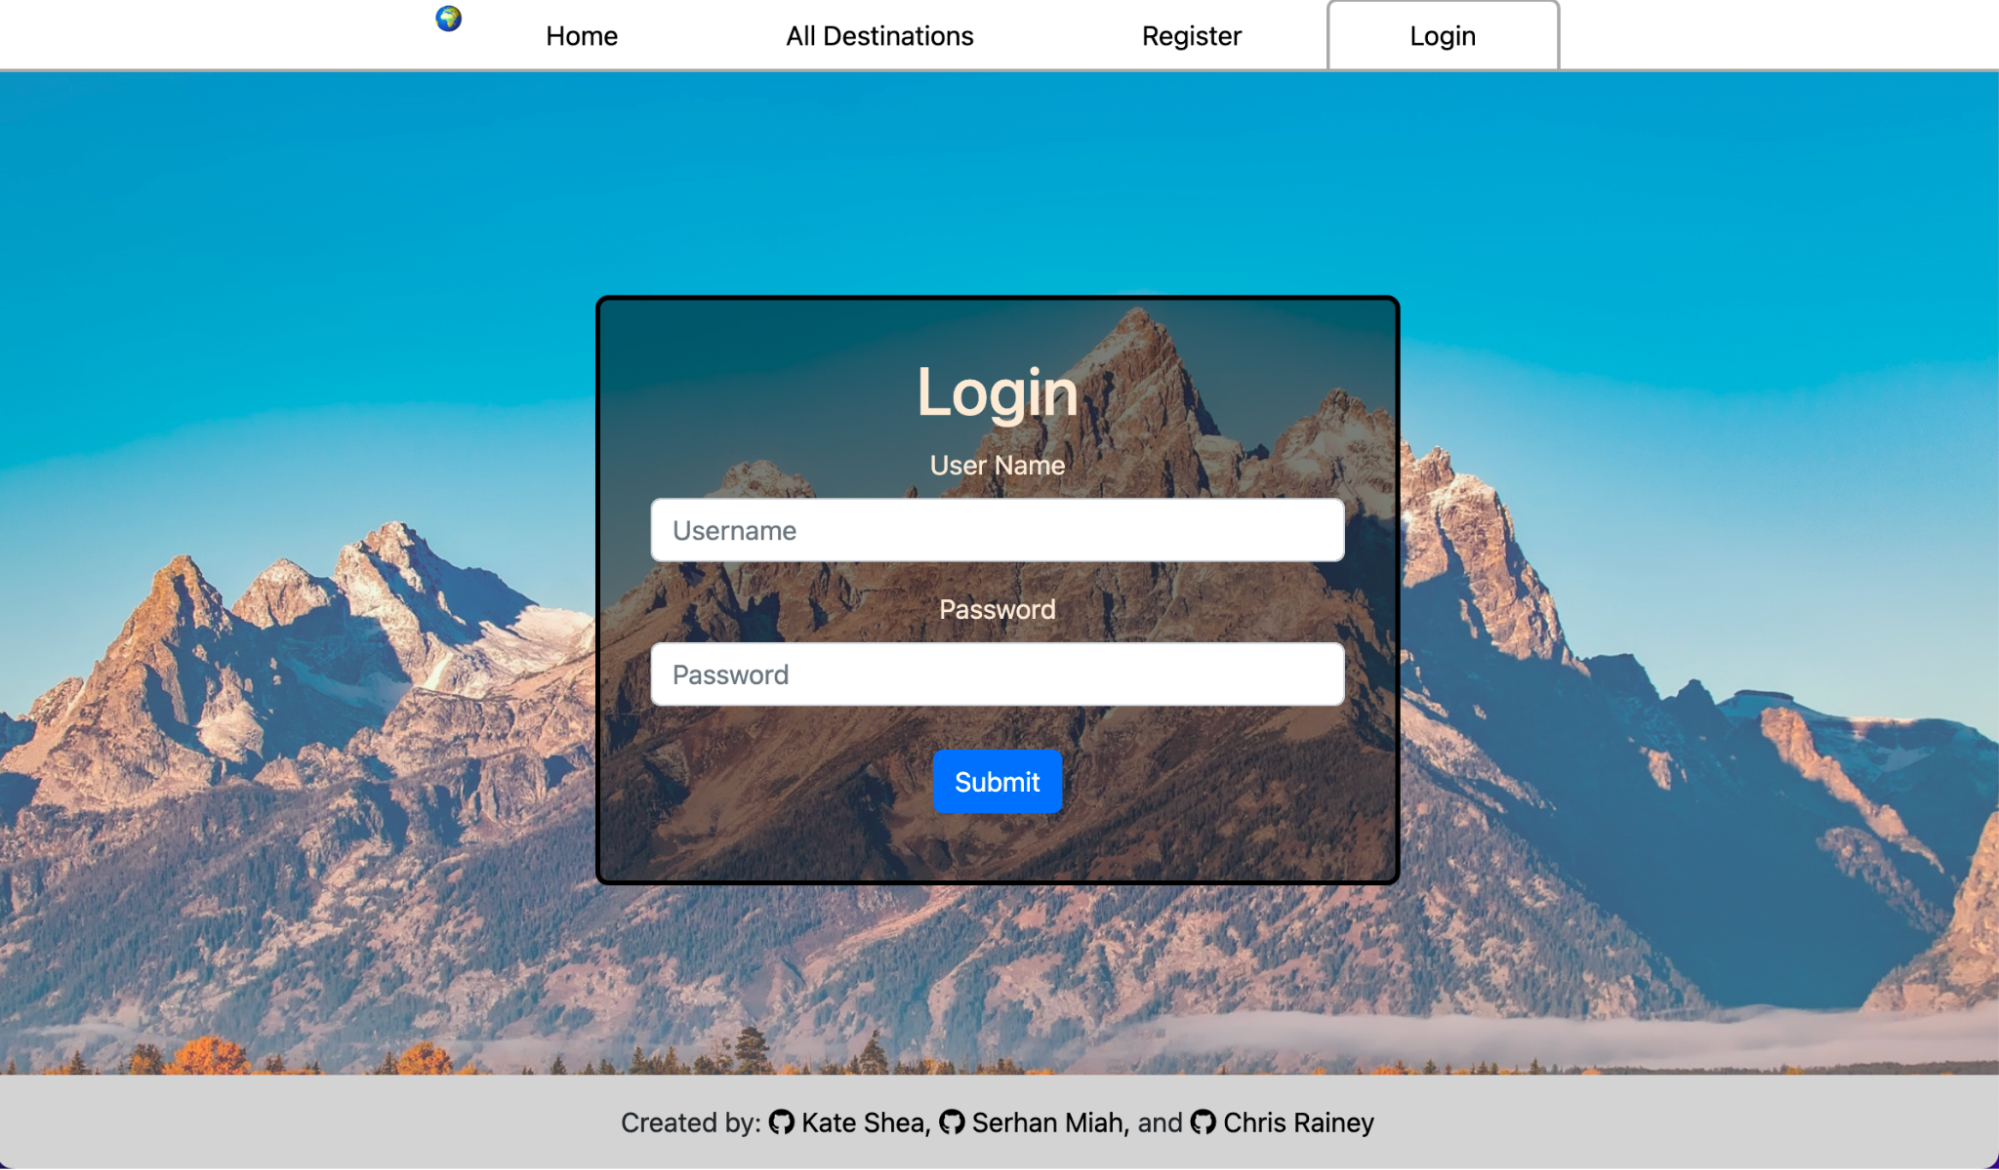 Home All Destinations Register Login
Login
User Name
Username
Password
Password
Submit
Created by: Kate Shea, Serhan Miah, and Chris Rainey